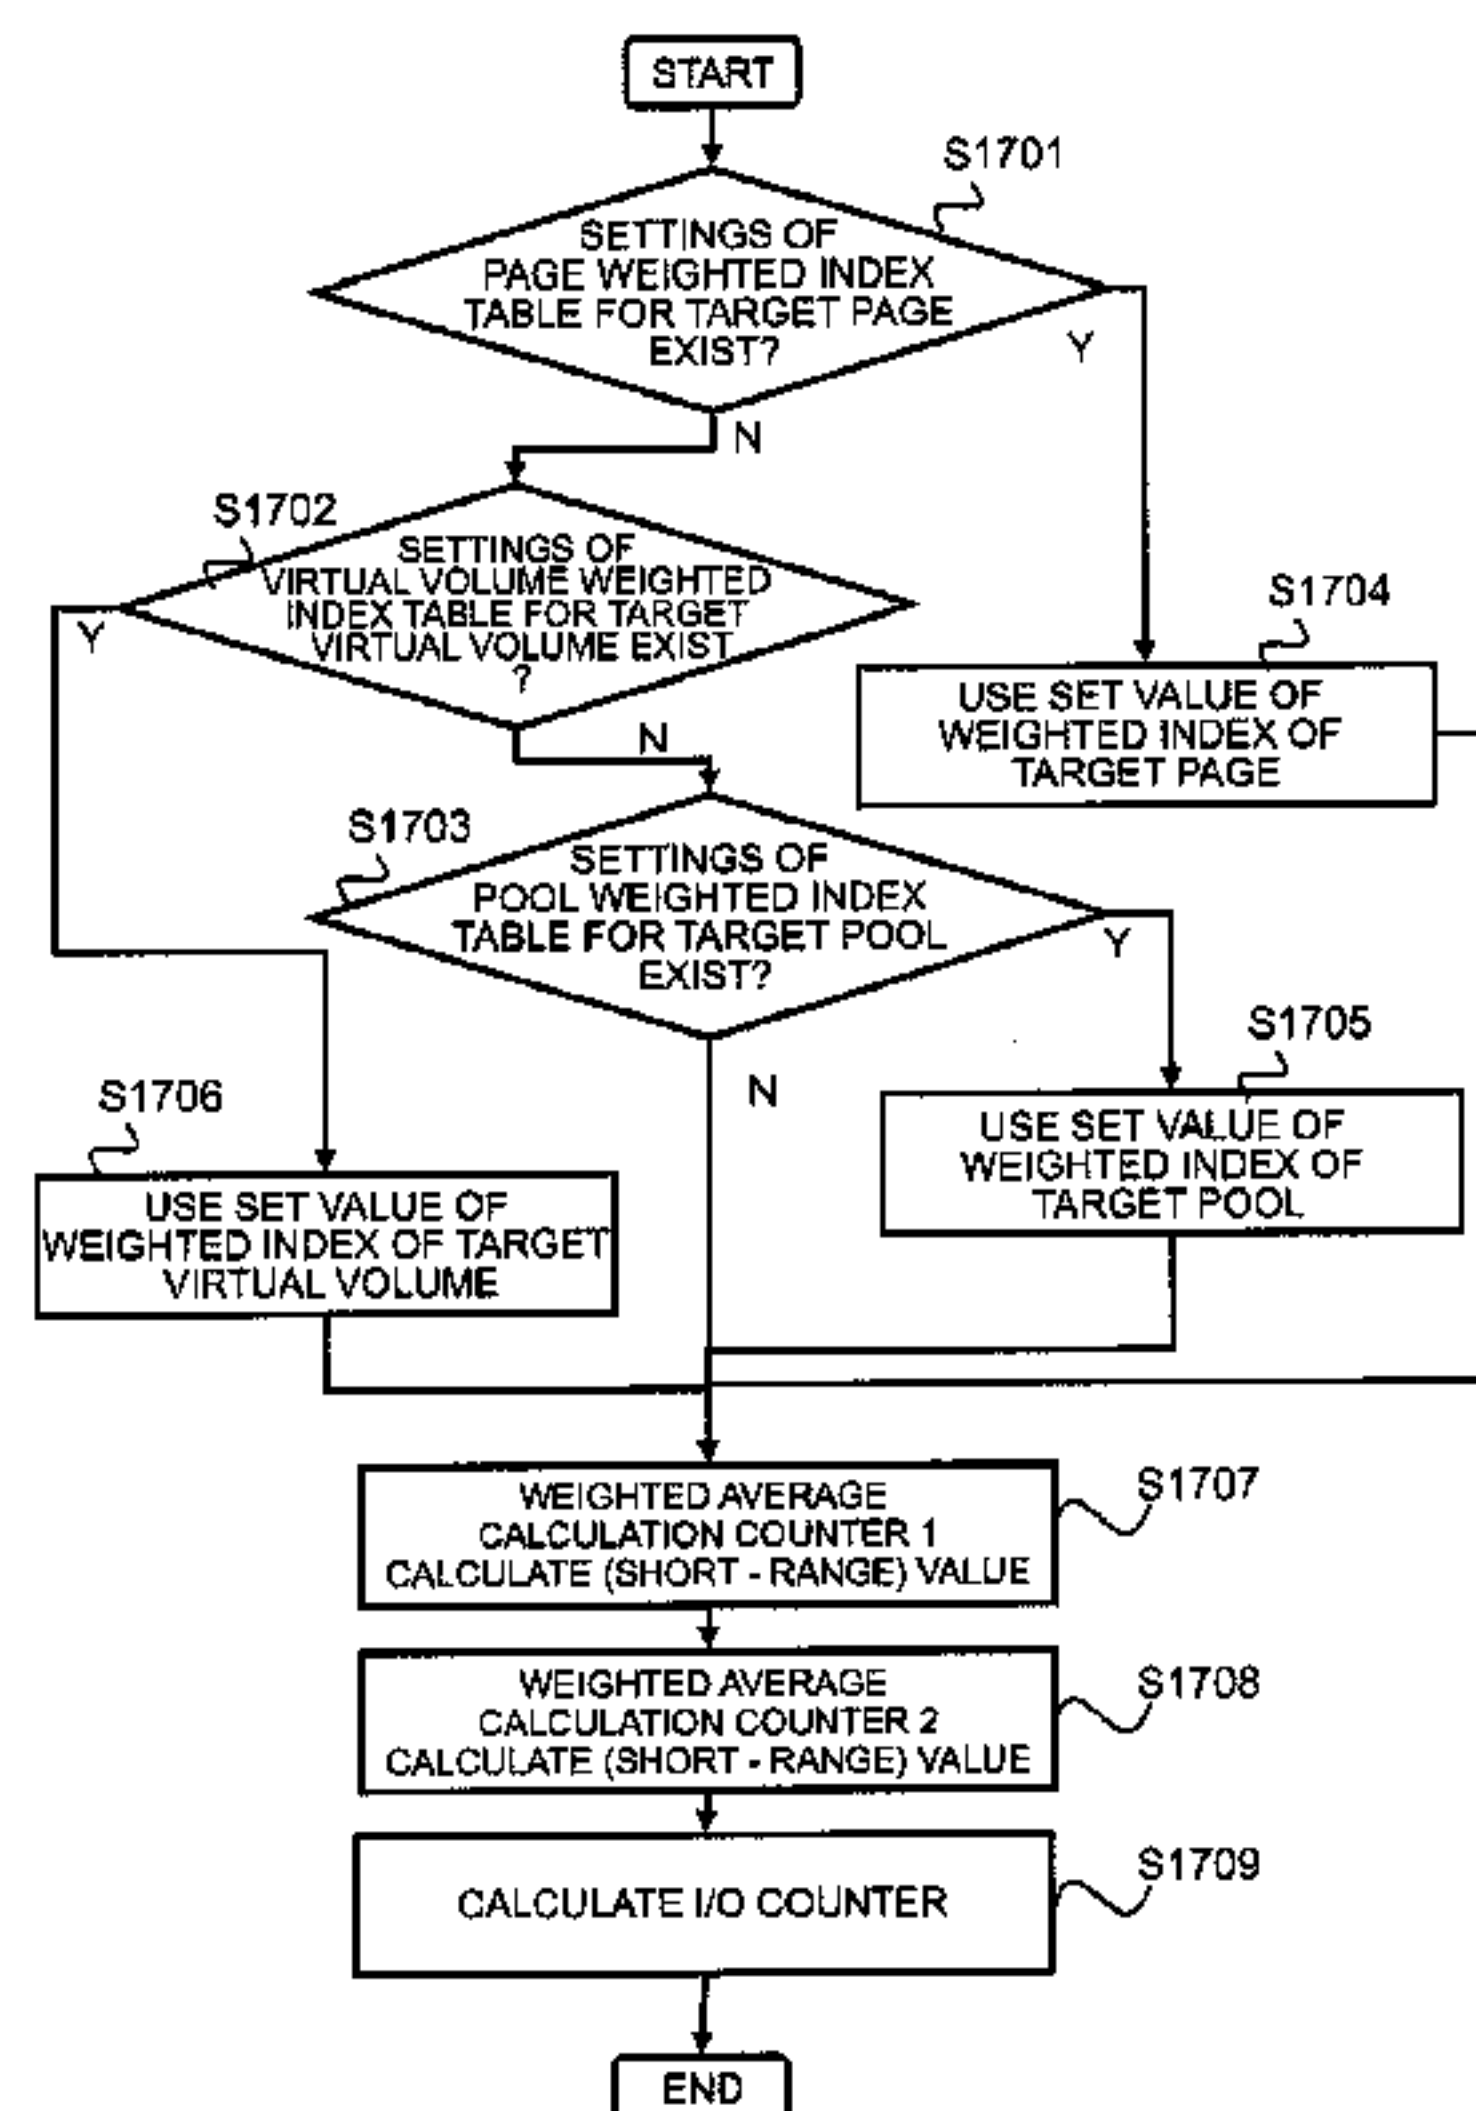 START
S1701
SETTINGS OF
PAGE WEIGHTED INDEX
TABLE FOR TARGET PAGE
EXIST?
Y
N
S1702
SETTINGS OF
VIRTUAL VOLUME WEIGHTED
INDEX TABLE FOR TARGET
VIRTUAL VOLUME EXIST
?
Y
N
S1704
USE SET VALUE OF
WEIGHTED INDEX OF
TARGET PAGE
S1703
SETTINGS OF
POOL WEIGHTED INDEX
TABLE FOR TARGET POOL
EXIST?
Y
N
S1705
USE SET VALUE OF
WEIGHTED INDEX OF
TARGET POOL
S1706
USE SET VALUE OF
WEIGHTED INDEX OF TARGET
VIRTUAL VOLUME
WEIGHTED AVERAGE
CALCULATION COUNTER 1
CALCULATE (SHORT - RANGE) VALUE
S1707
WEIGHTED AVERAGE
CALCULATION COUNTER 2
CALCULATE (SHORT - RANGE) VALUE
S1708
CALCULATE I/O COUNTER
S1709
END